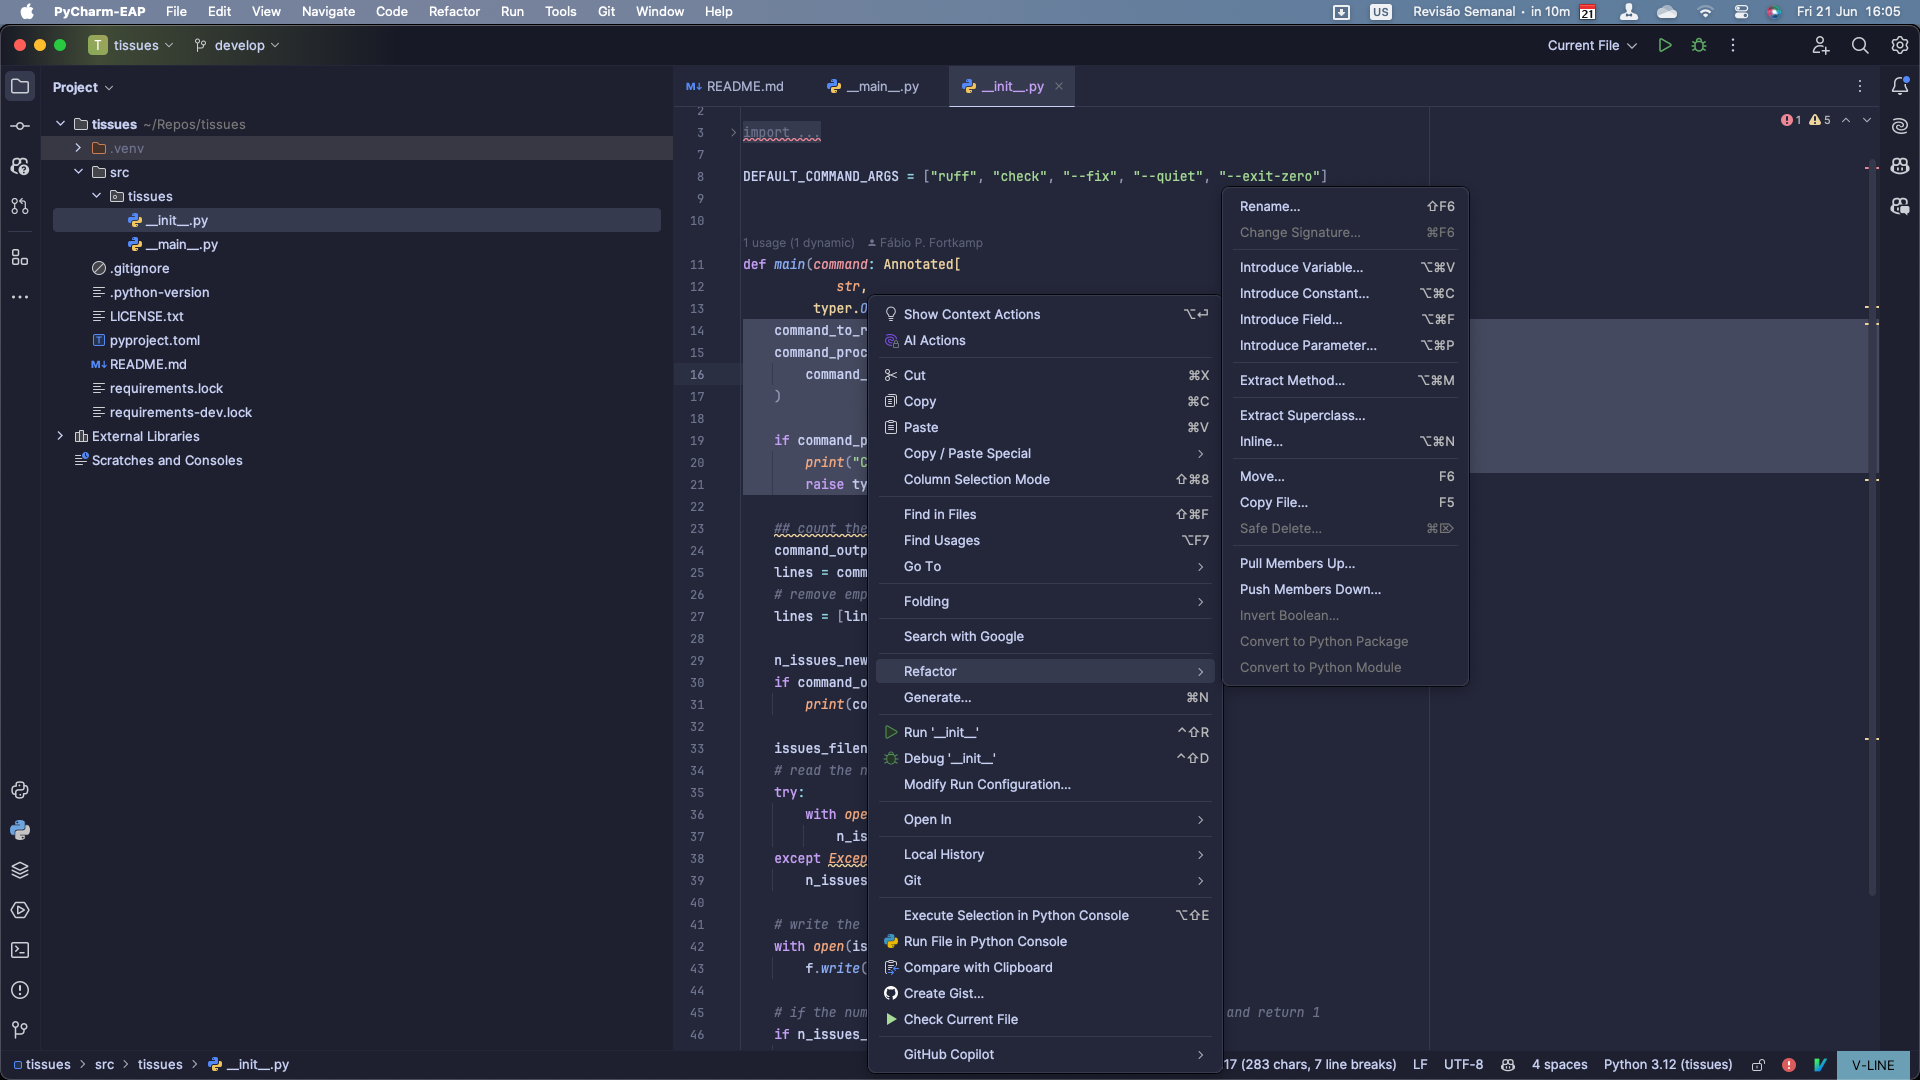 PyCharm-EAP File Edit View Navigate Code Refactor Run Tools Git Window Help
US Revisão Semanal · in 10m 21 Fri 21 Jun 16:05
T tissues develop Current File
Project
tissues ~/Repos/tissues
.venv
src
tissues
__init__.py
__main__.py
.gitignore
.python-version
LICENSE.txt
pyproject.toml
README.md
requirements.lock
requirements-dev.lock
External Libraries
Scratches and Consoles
README.md __main__.py __init__.py
1 5
2
3 import ...
7
8 DEFAULT_COMMAND_ARGS = ["ruff", "check", "--fix", "--quiet", "--exit-zero"]
9
10
1 usage (1 dynamic) Fábio P. Fortkamp
11 def main(command: Annotated[
12 str,
13 typer.O
14 command_to_r
15 command_proc
16 command_
17 )
18
19 if command_p
20 print("C
21 raise ty
22
23 ## count the
24 command_outp
25 lines = comm
26 # remove emp
27 lines = [lin
28
29 n_issues_new
30 if command_o
31 print(co
32
33 issues_filen
34 # read the n
35 try:
36 with ope
37 n_is
38 except Excep
39 n_issues
40
41 # write the
42 with open(is
43 f.write(
44
45 # if the num and return 1
46 if n_issues_
Show Context Actions ⌥⏎
AI Actions
Cut ⌘X
Copy ⌘C
Paste ⌘V
Copy / Paste Special
Column Selection Mode ⇧⌘8
Find in Files ⇧⌘F
Find Usages ⌥F7
Go To
Folding
Search with Google
Refactor
Generate... ⌘N
Run '__init__' ⌃⇧R
Debug '__init__' ⌃⇧D
Modify Run Configuration...
Open In
Local History
Git
Execute Selection in Python Console ⌥⇧E
Run File in Python Console
Compare with Clipboard
Create Gist...
Check Current File
GitHub Copilot
Rename... ⇧F6
Change Signature... ⌘F6
Introduce Variable... ⌥⌘V
Introduce Constant... ⌥⌘C
Introduce Field... ⌥⌘F
Introduce Parameter... ⌥⌘P
Extract Method... ⌥⌘M
Extract Superclass...
Inline... ⌥⌘N
Move... F6
Copy File... F5
Safe Delete... ⌘⌦
Pull Members Up...
Push Members Down...
Invert Boolean...
Convert to Python Package
Convert to Python Module
tissues > src > tissues > __init__.py
17 (283 chars, 7 line breaks) LF UTF-8 4 spaces Python 3.12 (tissues) V-LINE